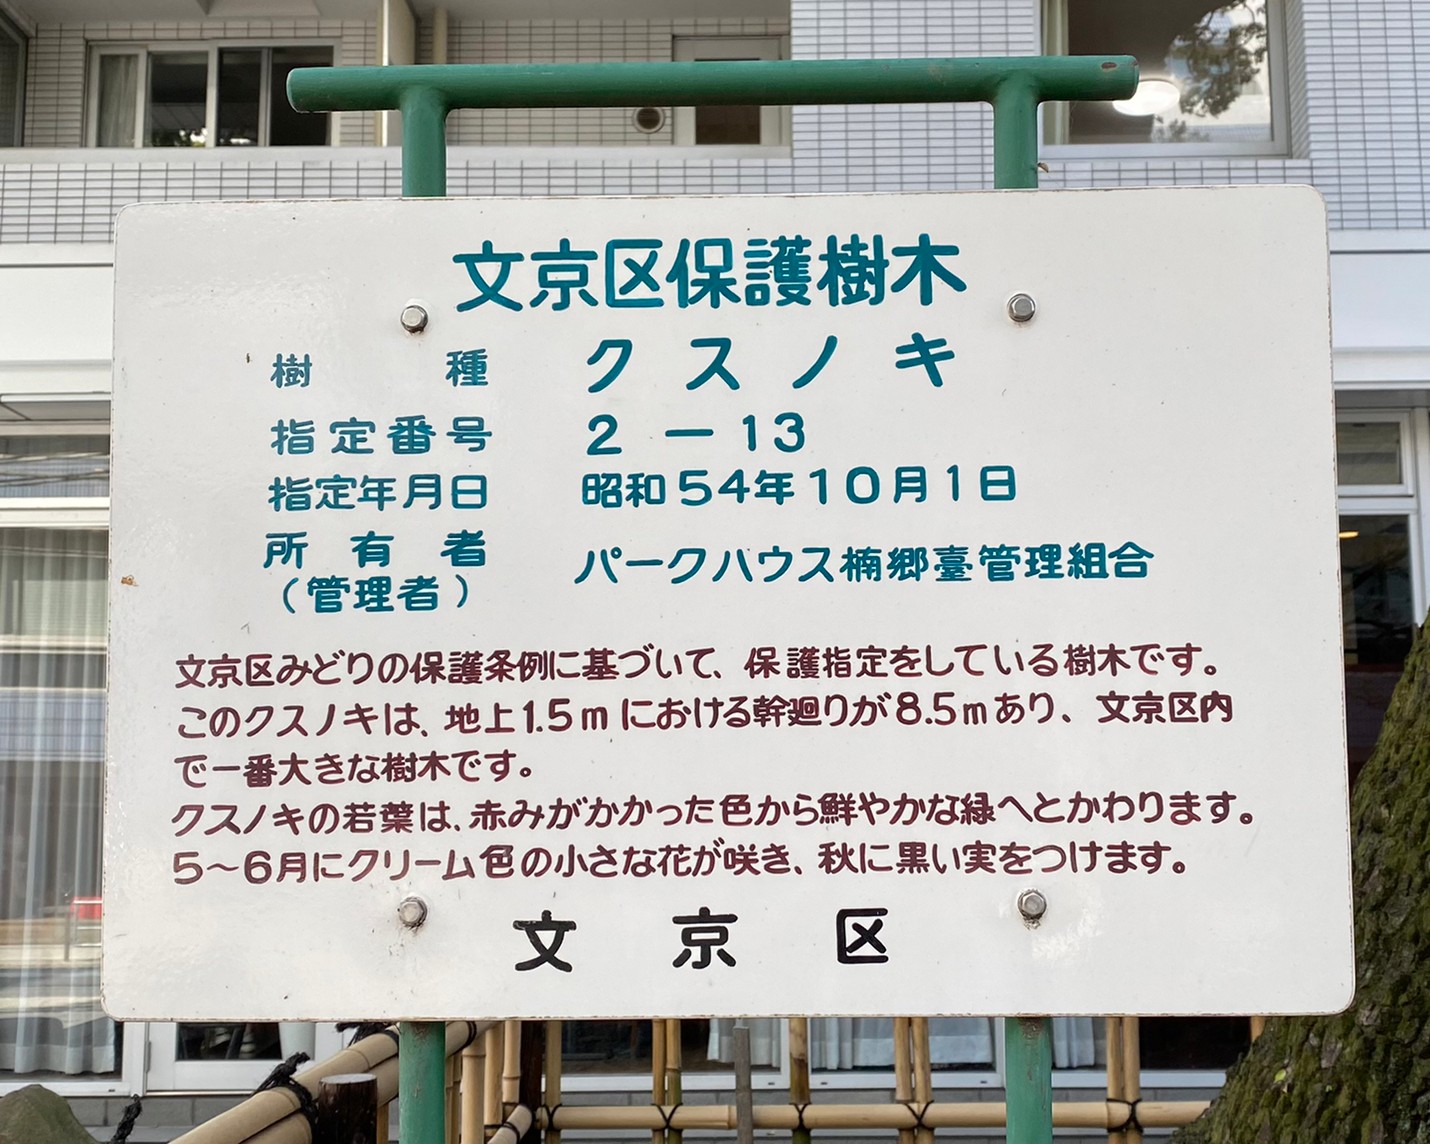 文京区保護樹木
樹種 クスノキ
指定番号 2－13
指定年月日 昭和54年10月1日
所有者 パークハウス楠郷臺管理組合
（管理者）
文京区みどりの保護条例に基づいて、保護指定をしている樹木です。
このクスノキは、地上1.5mにおける幹廻りが8.5mあり、文京区内
で一番大きな樹木です。
クスノキの若葉は、赤みがかかった色から鮮やかな緑へとかわります。
5～6月にクリーム色の小さな花が咲き、秋に黒い実をつけます。
文京区